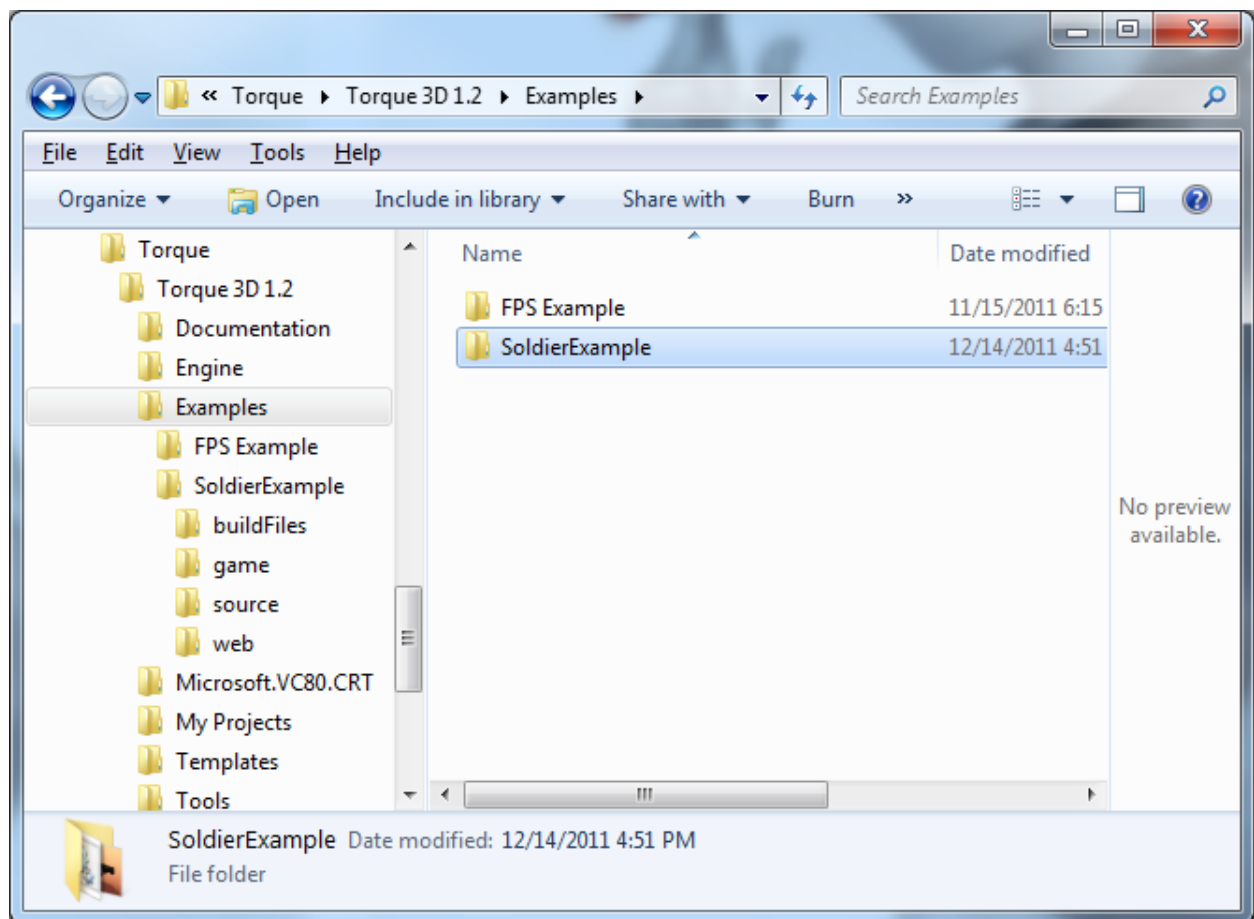 « Torque ▸ Torque 3D 1.2 ▸ Examples ▸ Search Examples
File Edit View Tools Help
Organize Open Include in library Share with Burn »
Torque
Torque 3D 1.2
Documentation
Engine
Examples
FPS Example
SoldierExample
buildFiles
game
source
web
Microsoft.VC80.CRT
My Projects
Templates
Tools
Name Date modified
FPS Example 11/15/2011 6:15
SoldierExample 12/14/2011 4:51
No preview
available.
SoldierExample Date modified: 12/14/2011 4:51 PM
File folder